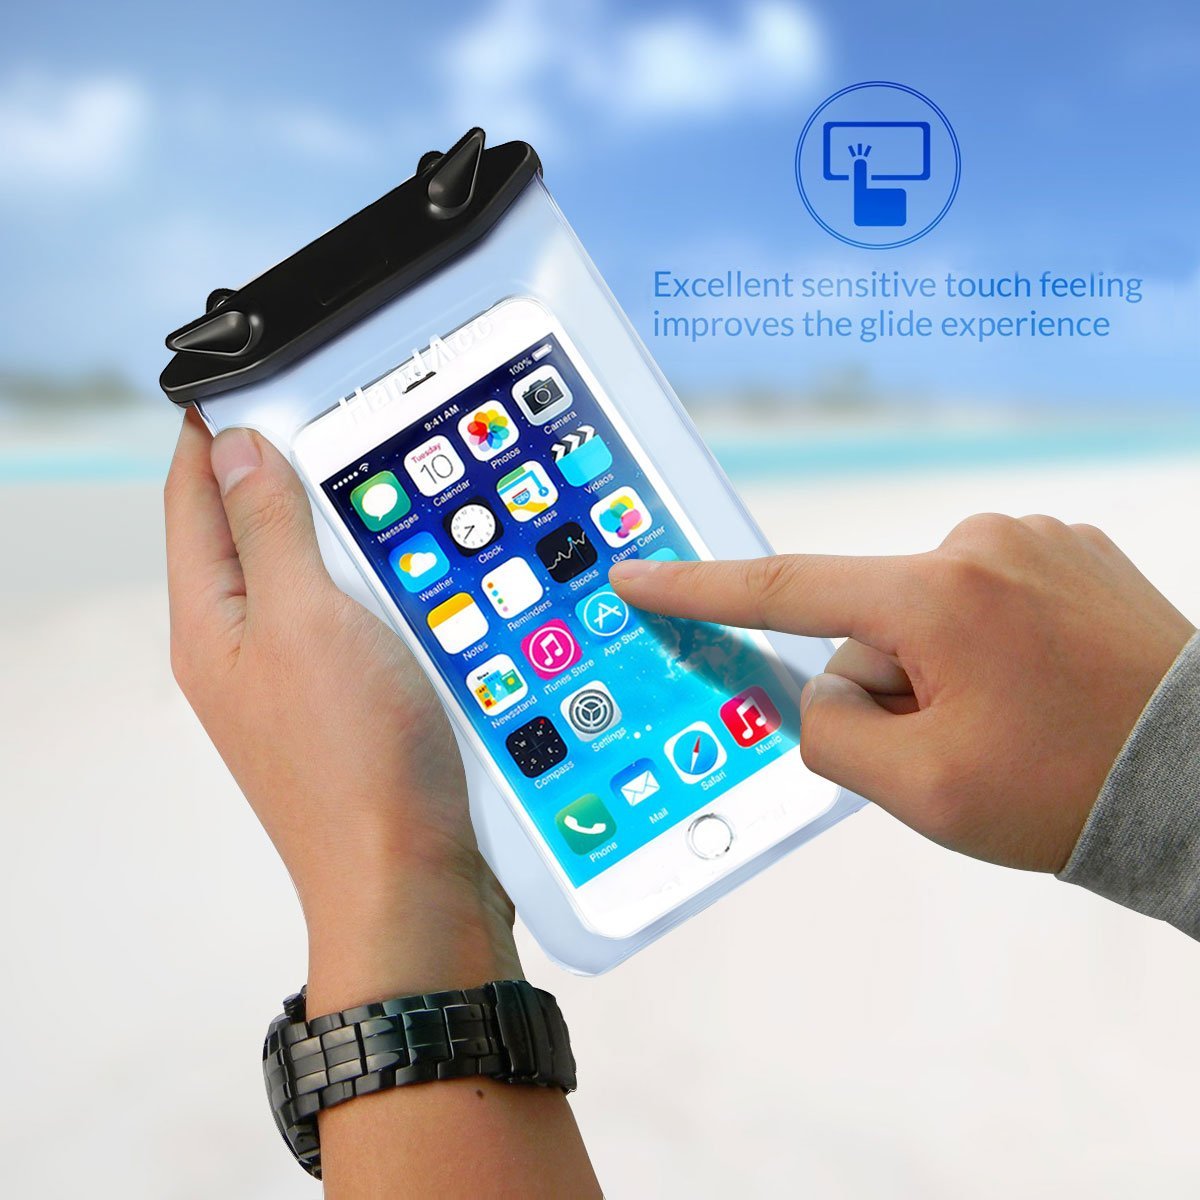 Excellent sensitive touch feeling
improves the glide experience
HandAcc
9:41 AM
100%
Messages
Tuesday
10
Calendar
Photos
Camera
Weather
Clock
Maps
280
Videos
Notes
Reminders
Stocks
Game Center
Newsstand
iTunes Store
App Store
Compass
Settings
Phone
Mail
Safari
Music